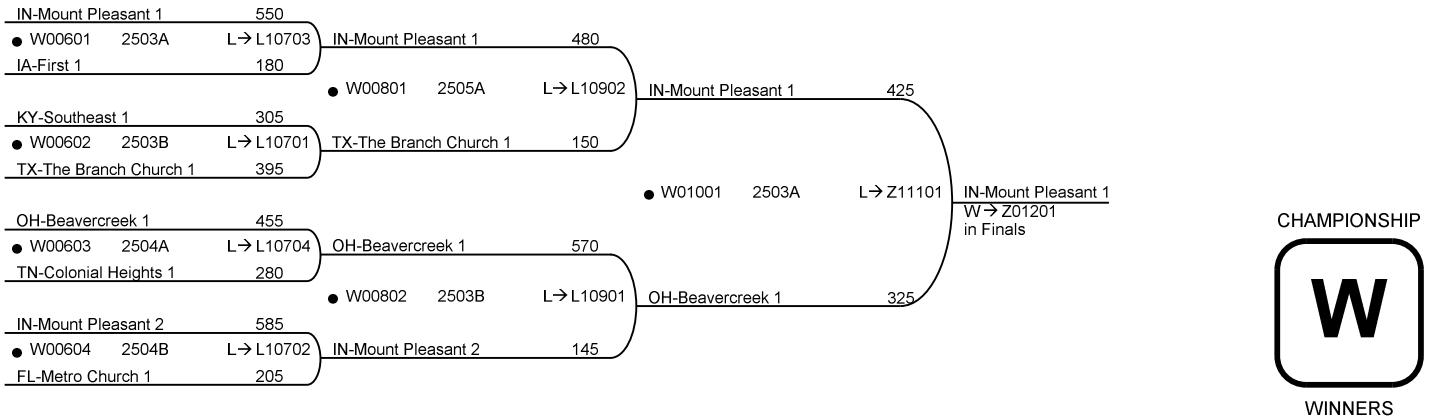 IN-Mount Pleasant 1 550
W00601 2503A L→L10703
IA-First 1 180
KY-Southeast 1 305
W00602 2503B L→L10701
TX-The Branch Church 1 395
OH-Beavercreek 1 455
W00603 2504A L→L10704
TN-Colonial Heights 1 280
IN-Mount Pleasant 2 585
W00604 2504B L→L10702
FL-Metro Church 1 205
IN-Mount Pleasant 1 480
W00801 2505A L→L10902
TX-The Branch Church 1 150
OH-Beavercreek 1 570
W00802 2503B L→L10901
IN-Mount Pleasant 2 145
IN-Mount Pleasant 1 425
W01001 2503A L→Z11101
OH-Beavercreek 1 325
IN-Mount Pleasant 1
W→Z01201
in Finals
CHAMPIONSHIP
W
WINNERS